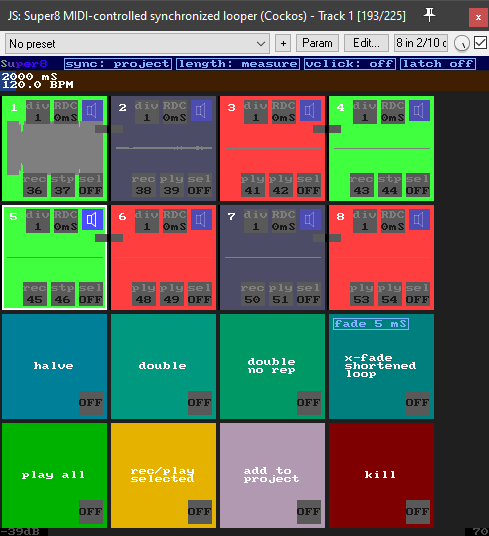 JS: Super8 MIDI-controlled synchronized looper (Cockos) - Track 1 [193/225]
No preset + Param Edit... 8 in 2/10 o
Super8 sync: project length: measure vclick: off latch off
2000 mS
120.0 BPM
1 div RDC 2 div RDC 3 div RDC 4 div RDC
1 0mS 1 0mS 1 0mS 1 0mS
rec stp sel rec ply sel ply ply sel rec stp sel
36 37 OFF 38 39 OFF 41 42 OFF 43 44 OFF
5 div RDC 6 div RDC 7 div RDC 8 div RDC
1 0mS 1 0mS 1 0mS 1 0mS
rec stp sel ply ply sel rec ply sel ply ply sel
45 46 OFF 48 49 OFF 50 51 OFF 53 54 OFF
fade 5 mS
halve double double no rep x-fade shortened loop
OFF OFF OFF OFF
play all rec/play selected add to project kill
OFF OFF OFF OFF
-39dB 70